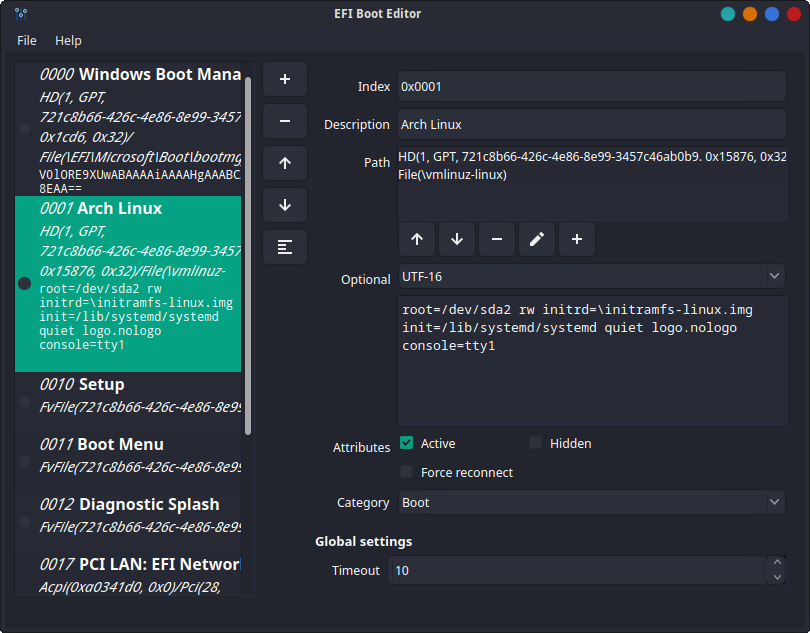 EFI Boot Editor
File Help
0000 Windows Boot Mana
HD(1, GPT,
721c8b66-426c-4e86-8e99-3457
0x1cd6, 0x32)/
File(\EFI\Microsoft\Boot\bootmg
VOlORE9XUwABAAAAiAAAAHgAAABC
8EAA==
0001 Arch Linux
HD(1, GPT,
721c8b66-426c-4e86-8e99-3457
0x15876, 0x32)/File(\vmlinuz-
root=/dev/sda2 rw
initrd=\initramfs-linux.img
init=/lib/systemd/systemd
quiet logo.nologo
console=tty1
0010 Setup
FvFile(721c8b66-426c-4e86-8e99
0011 Boot Menu
FvFile(721c8b66-426c-4e86-8e99
0012 Diagnostic Splash
FvFile(721c8b66-426c-4e86-8e99
0017 PCI LAN: EFI Network
Acpi(0xa0341d0, 0x0)/Pci(28,
Index 0x0001
Description Arch Linux
Path HD(1, GPT, 721c8b66-426c-4e86-8e99-3457c46ab0b9. 0x15876, 0x32
File(\vmlinuz-linux)
Optional UTF-16
root=/dev/sda2 rw initrd=\initramfs-linux.img
init=/lib/systemd/systemd quiet logo.nologo
console=tty1
Attributes Active Hidden
Force reconnect
Category Boot
Global settings
Timeout 10